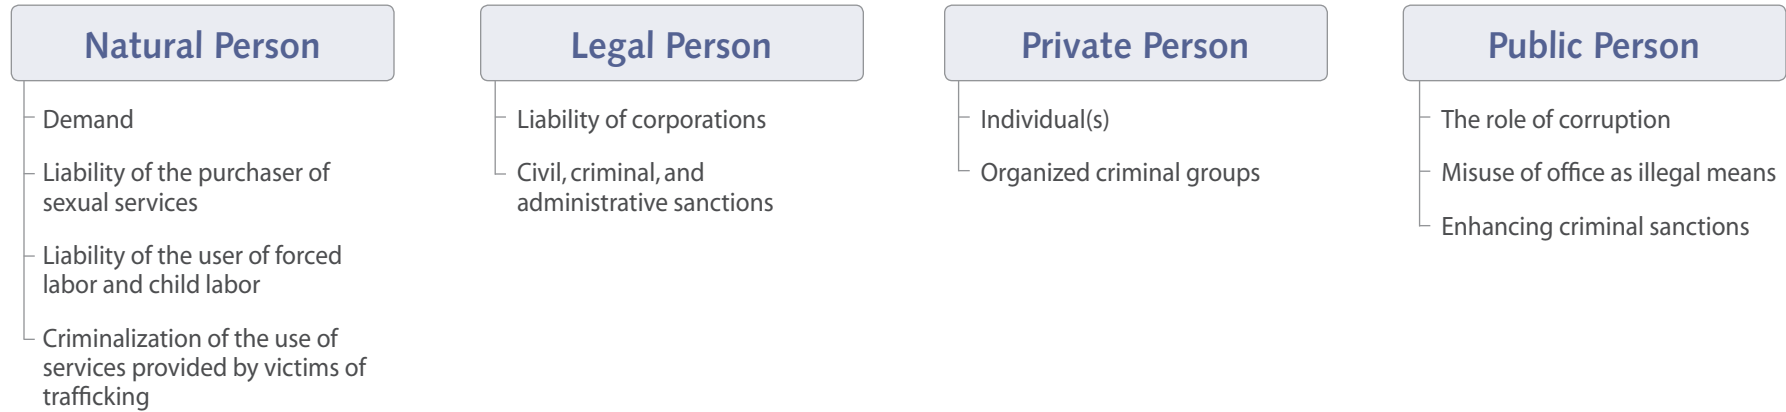 Natural Person
Demand
Liability of the purchaser of
sexual services
Liability of the user of forced
labor and child labor
Criminalization of the use of
services provided by victims of
trafficking
Legal Person
Liability of corporations
Civil, criminal, and
administrative sanctions
Private Person
Individual(s)
Organized criminal groups
Public Person
The role of corruption
Misuse of office as illegal means
Enhancing criminal sanctions